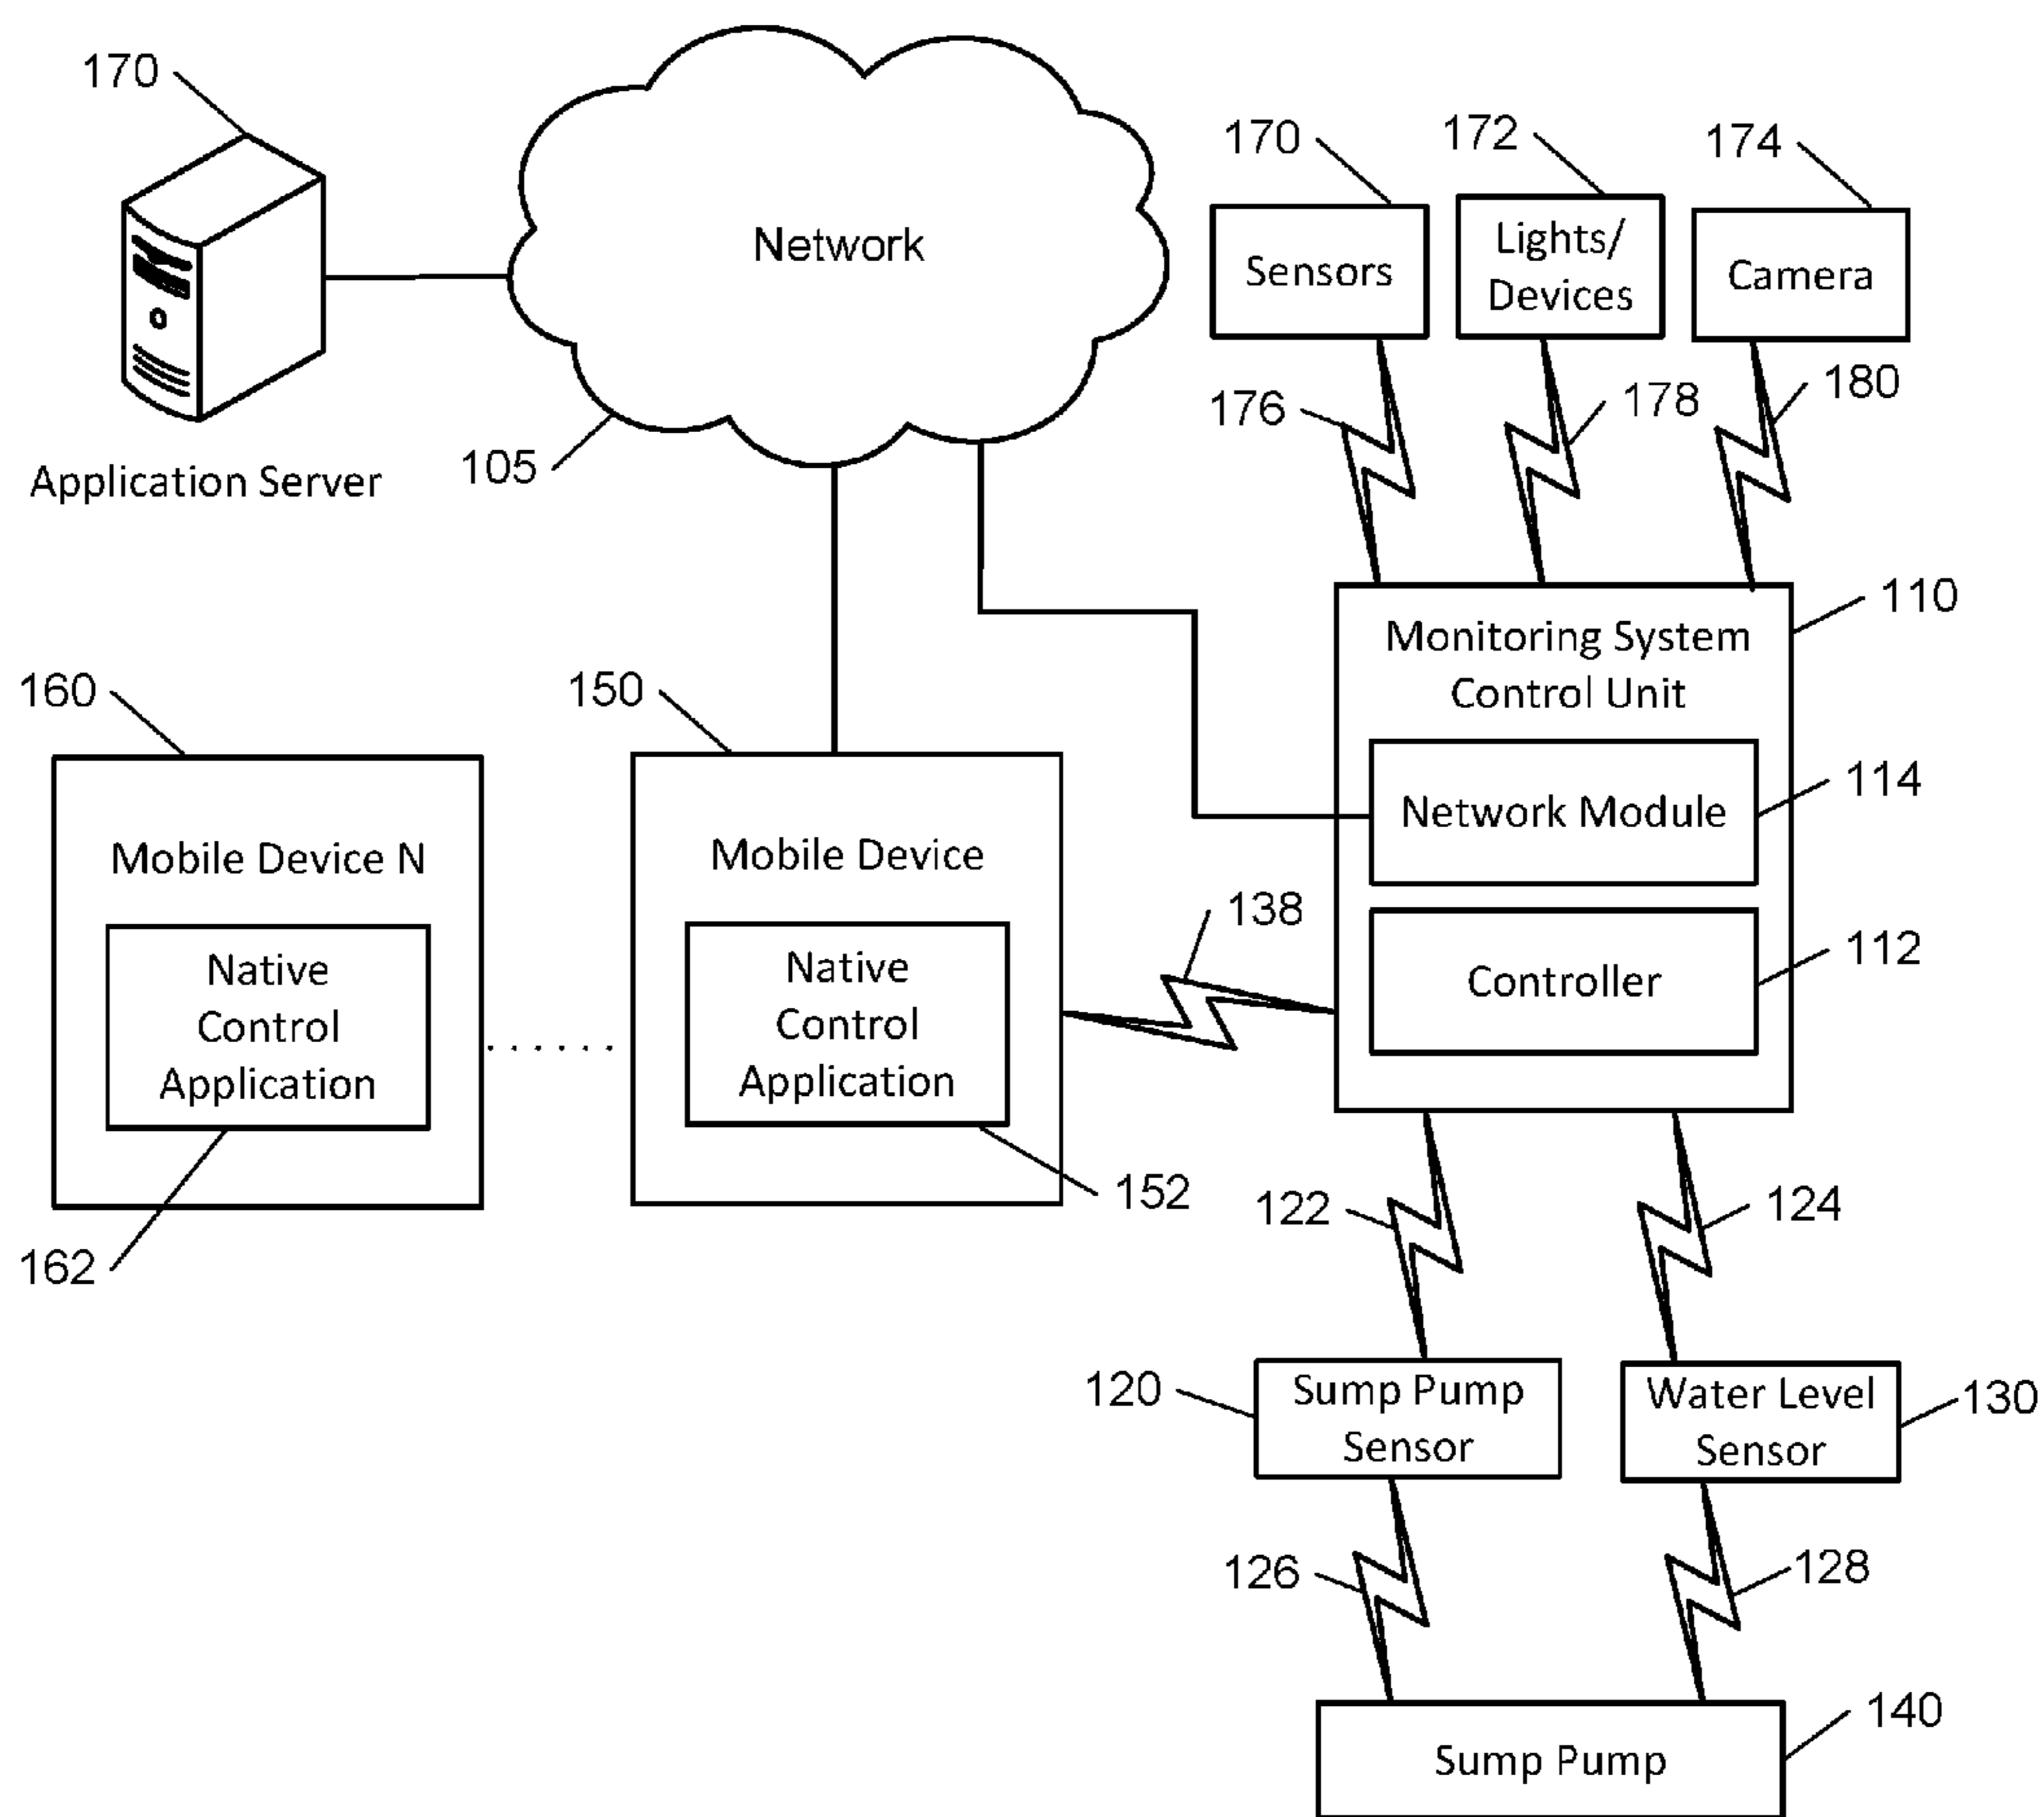 170
Application Server
Network
105
170
172
174
Sensors
Lights/
Devices
Camera
176
178
180
110
Monitoring System
Control Unit
Network Module
114
Controller
112
160
Mobile Device N
Native
Control
Application
162
......
150
Mobile Device
Native
Control
Application
152
138
122
124
120
Sump Pump
Sensor
Water Level
Sensor
130
126
128
Sump Pump
140